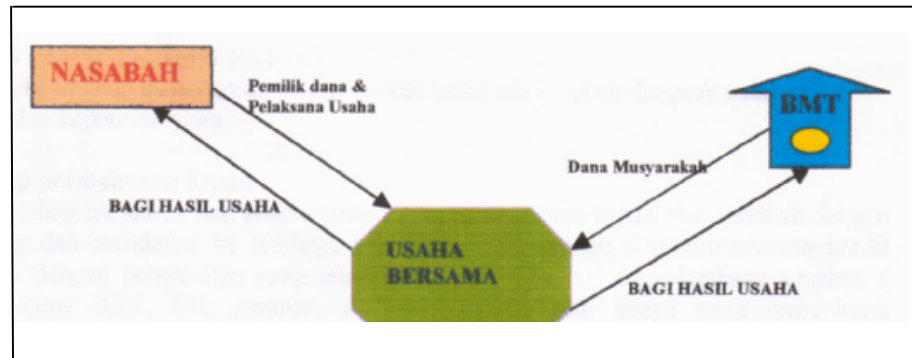 NASABAH
Pemilik dana &
Pelaksana Usaha
BMT
Dana Musyarakah
BAGI HASIL USAHA
USAHA
BERSAMA
BAGI HASIL USAHA